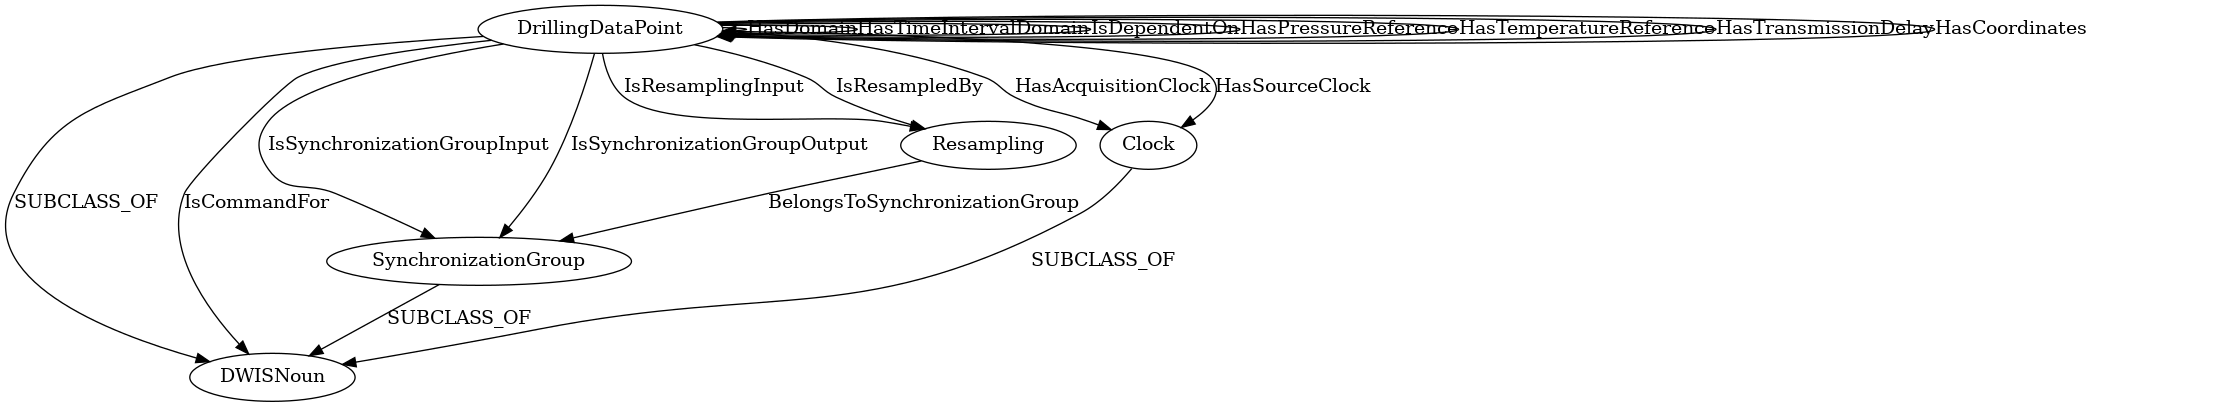 DrillingDataPoint
HasDomain
HasTimeIntervalDomain
IsDependentOn
HasPressureReference
HasTemperatureReference
HasTransmissionDelay
HasCoordinates
IsResamplingInput
IsResampledBy
HasAcquisitionClock
HasSourceClock
IsSynchronizationGroupInput
IsSynchronizationGroupOutput
Resampling
Clock
SUBCLASS_OF
IsCommandFor
BelongsToSynchronizationGroup
SynchronizationGroup
SUBCLASS_OF
SUBCLASS_OF
DWISNoun